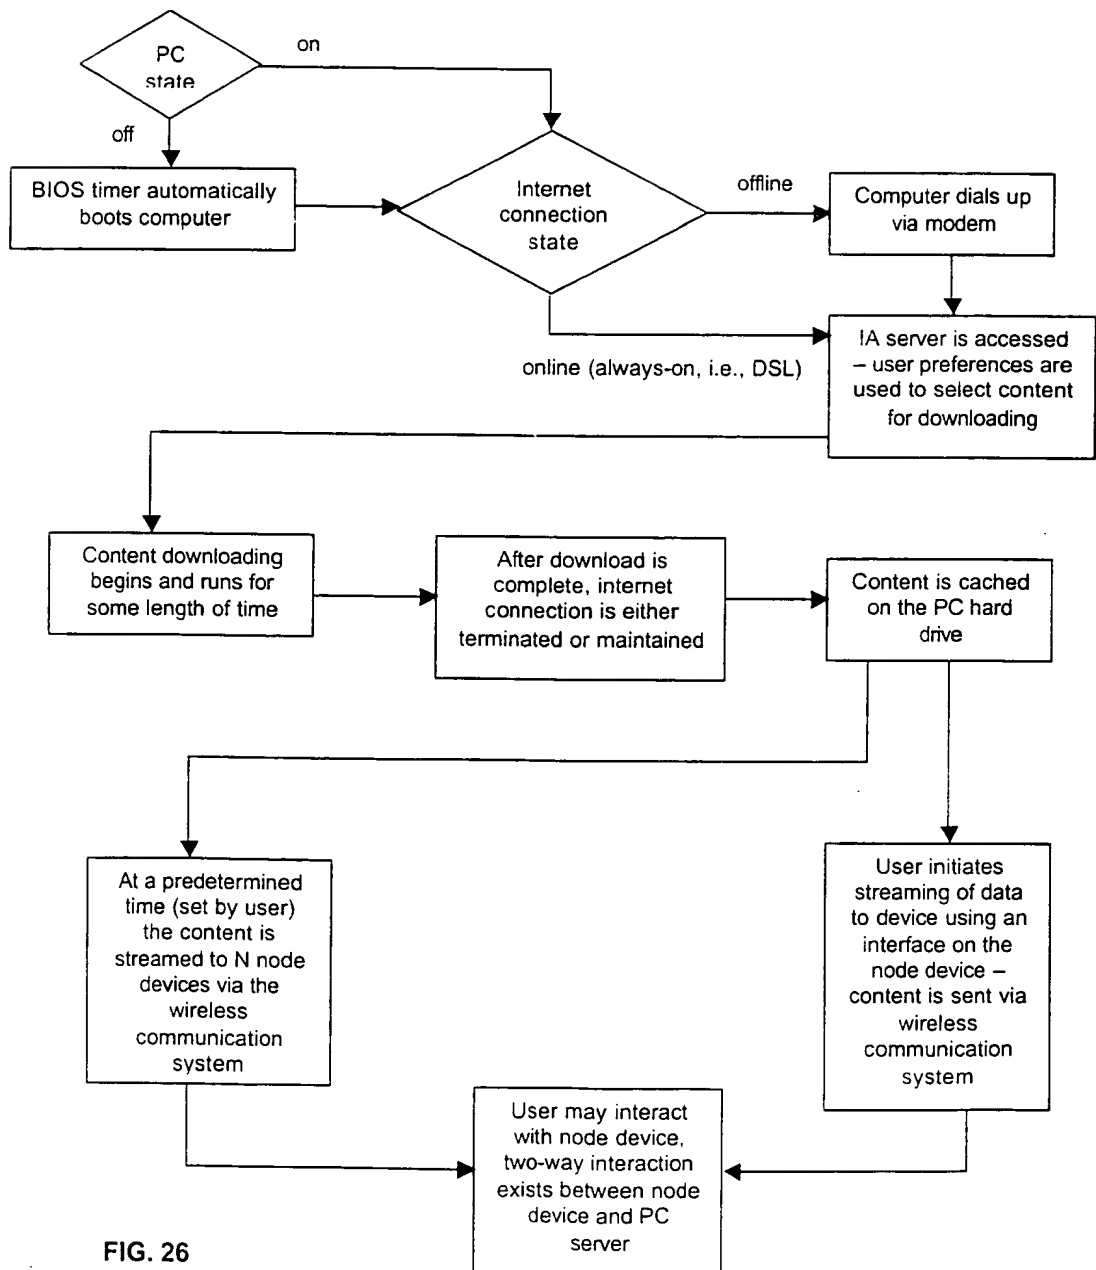 PC
state
on
off
BIOS timer automatically
boots computer
Internet
connection
state
offline
Computer dials up
via modem
online (always-on, i.e., DSL)
IA server is accessed
– user preferences are
used to select content
for downloading
Content downloading
begins and runs for
some length of time
After download is
complete, internet
connection is either
terminated or maintained
Content is cached
on the PC hard
drive
At a predetermined
time (set by user)
the content is
streamed to N node
devices via the
wireless
communication
system
User initiates
streaming of data
to device using an
interface on the
node device –
content is sent via
wireless
communication
system
User may interact
with node device,
two-way interaction
exists between node
device and PC
server
FIG. 26